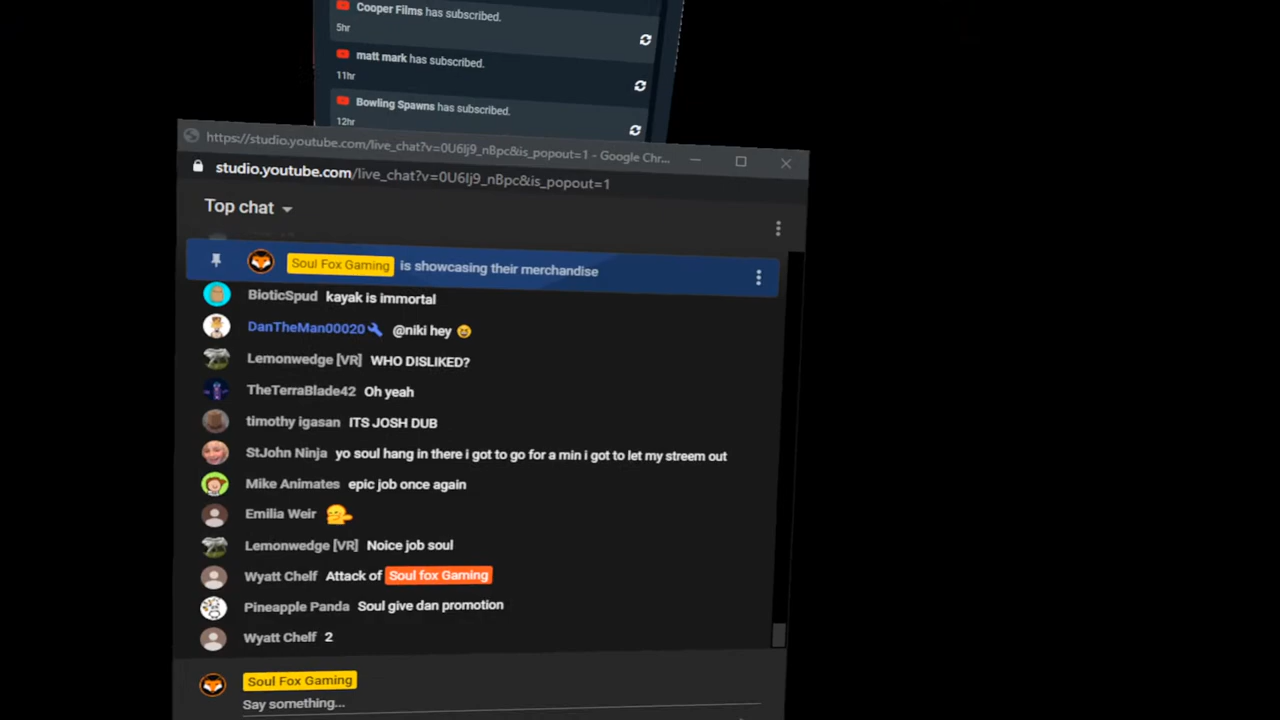 Cooper Films has subscribed.
5hr
matt mark has subscribed.
11hr
Bowling Spawns has subscribed.
12hr
https://studio.youtube.com/live_chat?v=0U6Ij9_nBpc&is_popout=1 - Google Chr...
studio.youtube.com/live_chat?v=0U6Ij9_nBpc&is_popout=1
Top chat
Soul Fox Gaming is showcasing their merchandise
BioticSpud kayak is immortal
DanTheMan00020 @niki hey
Lemonwedge [VR] WHO DISLIKED?
TheTerraBlade42 Oh yeah
timothy igasan ITS JOSH DUB
StJohn Ninja yo soul hang in there i got to go for a min i got to let my streem out
Mike Animates epic job once again
Emilia Weir
Lemonwedge [VR] Noice job soul
Wyatt Chelf Attack of Soul fox Gaming
Pineapple Panda Soul give dan promotion
Wyatt Chelf 2
Soul Fox Gaming
Say something...